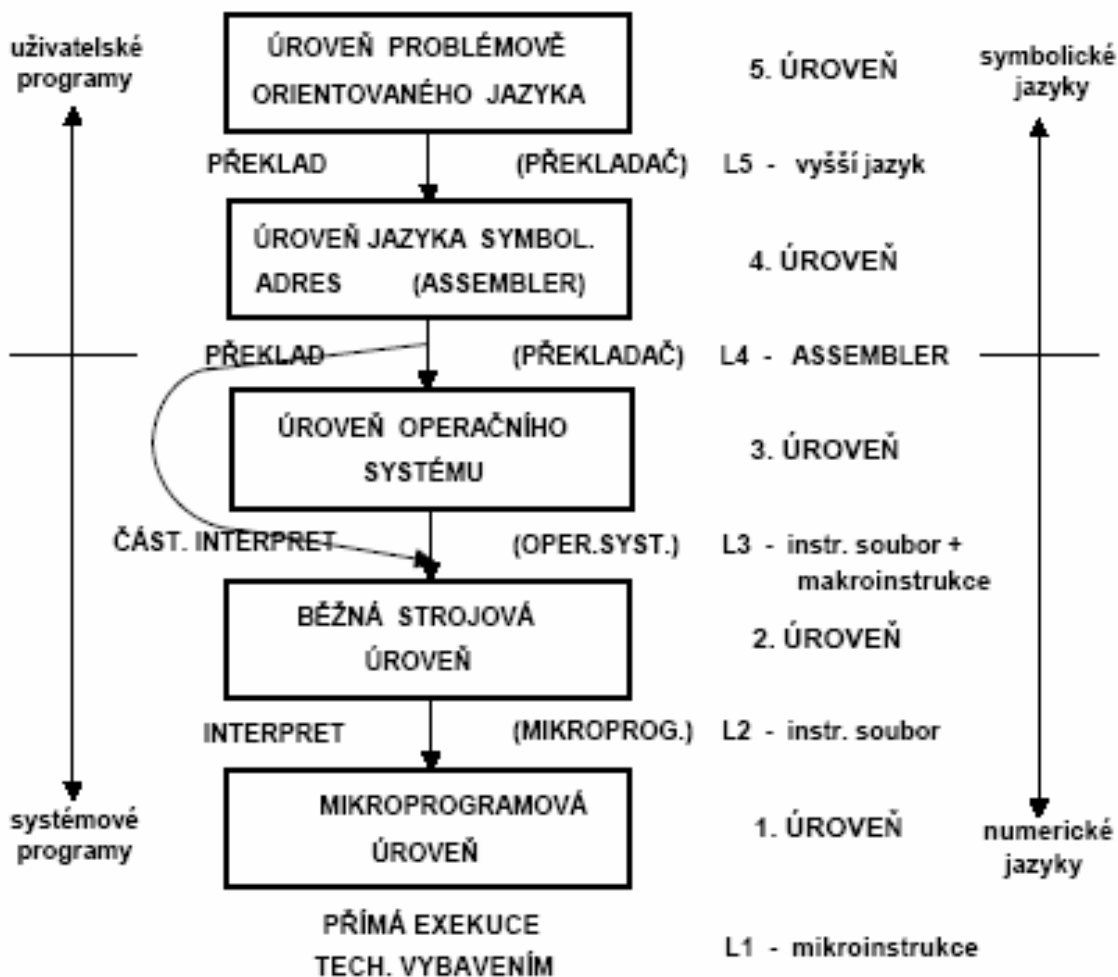 uživatelské
programy
ÚROVEŇ PROBLÉMOVĚ
ORIENTOVANÉHO JAZYKA
5. ÚROVEŇ
symbolické
jazyky
PŘEKLAD (PŘEKLADAČ) L5 - vyšší jazyk
ÚROVEŇ JAZYKA SYMBOL.
ADRES (ASSEMBLER)
4. ÚROVEŇ
PŘEKLAD (PŘEKLADAČ) L4 - ASSEMBLER
ÚROVEŇ OPERAČNÍHO
SYSTÉMU
3. ÚROVEŇ
ČÁST. INTERPRET (OPER.SYST.) L3 - instr. soubor +
makroinstrukce
BĚŽNÁ STROJOVÁ
ÚROVEŇ
2. ÚROVEŇ
INTERPRET (MIKROPROG.) L2 - instr. soubor
MIKROPROGRAMOVÁ
ÚROVEŇ
1. ÚROVEŇ
systémové
programy
numerické
jazyky
PŘÍMÁ EXEKUCE
TECH. VYBAVENÍM
L1 - mikroinstrukce